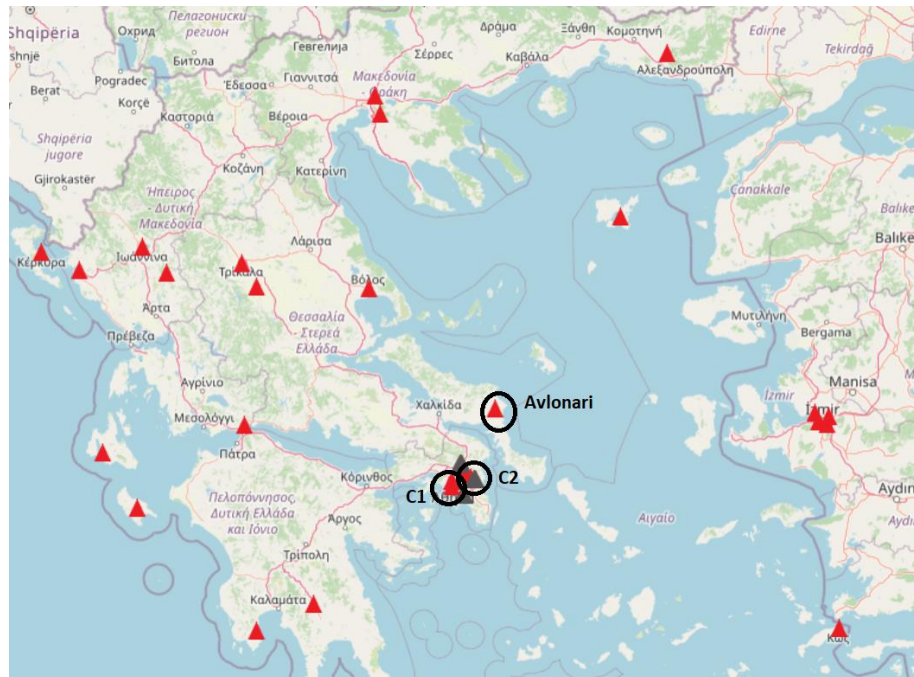 Пелагониски
регион
Охрид
Битола
Shqipëria
shnjë
Pogradec
Berat
Korçë
Καστοριά
Έδεσσα
Γιαννιτσά
Гевгелија
Σέρρες
Δράμα
Ξάνθη
Κομοτηνή
Καβάλα
Αλεξανδρούπολη
Edirne
Tekirdağ
Μακεδονία
- Θράκη
Βέροια
Κοζάνη
Κατερίνη
Shqipëria
jugore
Gjirokastër
Ήπειρος
- Δυτική
Μακεδονία
Ιωάννινα
Κέρκυρα
Τρίκαλα
Λάρισα
Βόλος
Άρτα
Πρέβεζα
Θεσσαλία
- Στερεά
Ελλάδα
Çanakkale
Μυτιλήνη
Bergama
Manisa
İzmir
İzmir
Αγρίνιο
Μεσολόγγι
Πάτρα
Χαλκίδα
Avlonari
Κόρινθος
C1
C2
Πελοπόννησος,
Δυτική Ελλάδα
και Ιόνιο
Άργος
Τρίπολη
Καλαμάτα
Αιγαίο
Κως